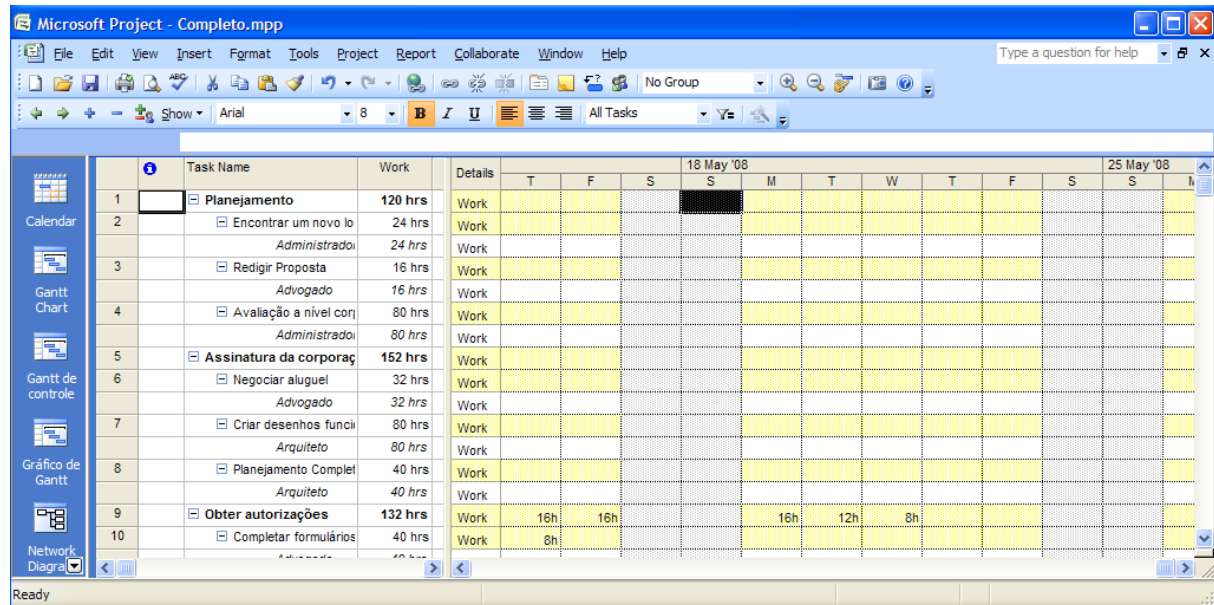 Microsoft Project - Completo.mpp
File Edit View Insert Format Tools Project Report Collaborate Window Help Type a question for help
ABC No Group
Show Arial 8 B I U All Tasks
Task Name Work Details 18 May '08 25 May '08
T F S S M T W T F S S
1 Planejamento 120 hrs Work
2 Encontrar um novo lo 24 hrs Work
Administrado 24 hrs Work
3 Redigir Proposta 16 hrs Work
Advogado 16 hrs Work
4 Avaliação a nível corp 80 hrs Work
Administrado 80 hrs Work
5 Assinatura da corporaç 152 hrs Work
6 Negociar aluguel 32 hrs Work
Advogado 32 hrs Work
7 Criar desenhos funci 80 hrs Work
Arquiteto 80 hrs Work
8 Planejamento Complet 40 hrs Work
Arquiteto 40 hrs Work
9 Obter autorizações 132 hrs Work 16h 16h 16h 12h 8h
10 Completar formulários 40 hrs Work 8h
Calendar
Gantt
Chart
Gantt de
controle
Gráfico de
Gantt
Network
Diagra
Ready